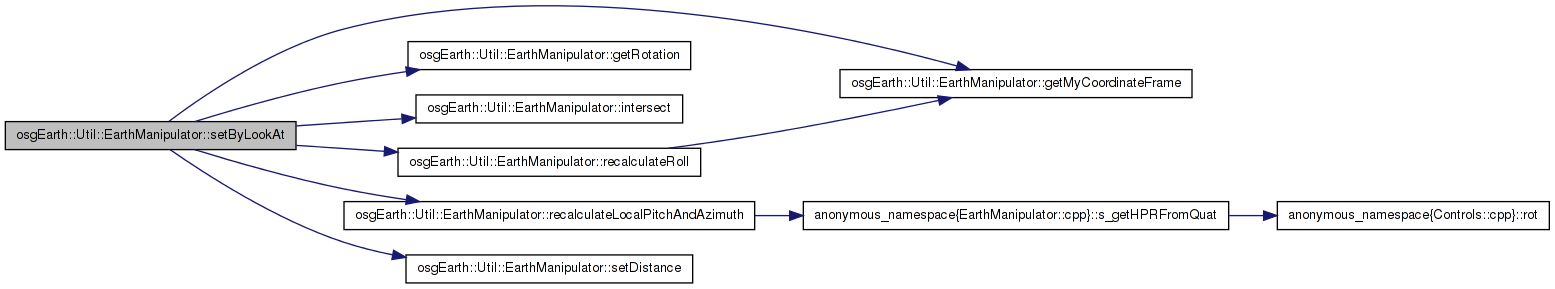 osgEarth::Util::EarthManipulator::setByLookAt
osgEarth::Util::EarthManipulator::getRotation
osgEarth::Util::EarthManipulator::getMyCoordinateFrame
osgEarth::Util::EarthManipulator::intersect
osgEarth::Util::EarthManipulator::recalculateRoll
osgEarth::Util::EarthManipulator::recalculateLocalPitchAndAzimuth
anonymous_namespace{EarthManipulator::cpp}::s_getHPRFromQuat
anonymous_namespace{Controls::cpp}::rot
osgEarth::Util::EarthManipulator::setDistance